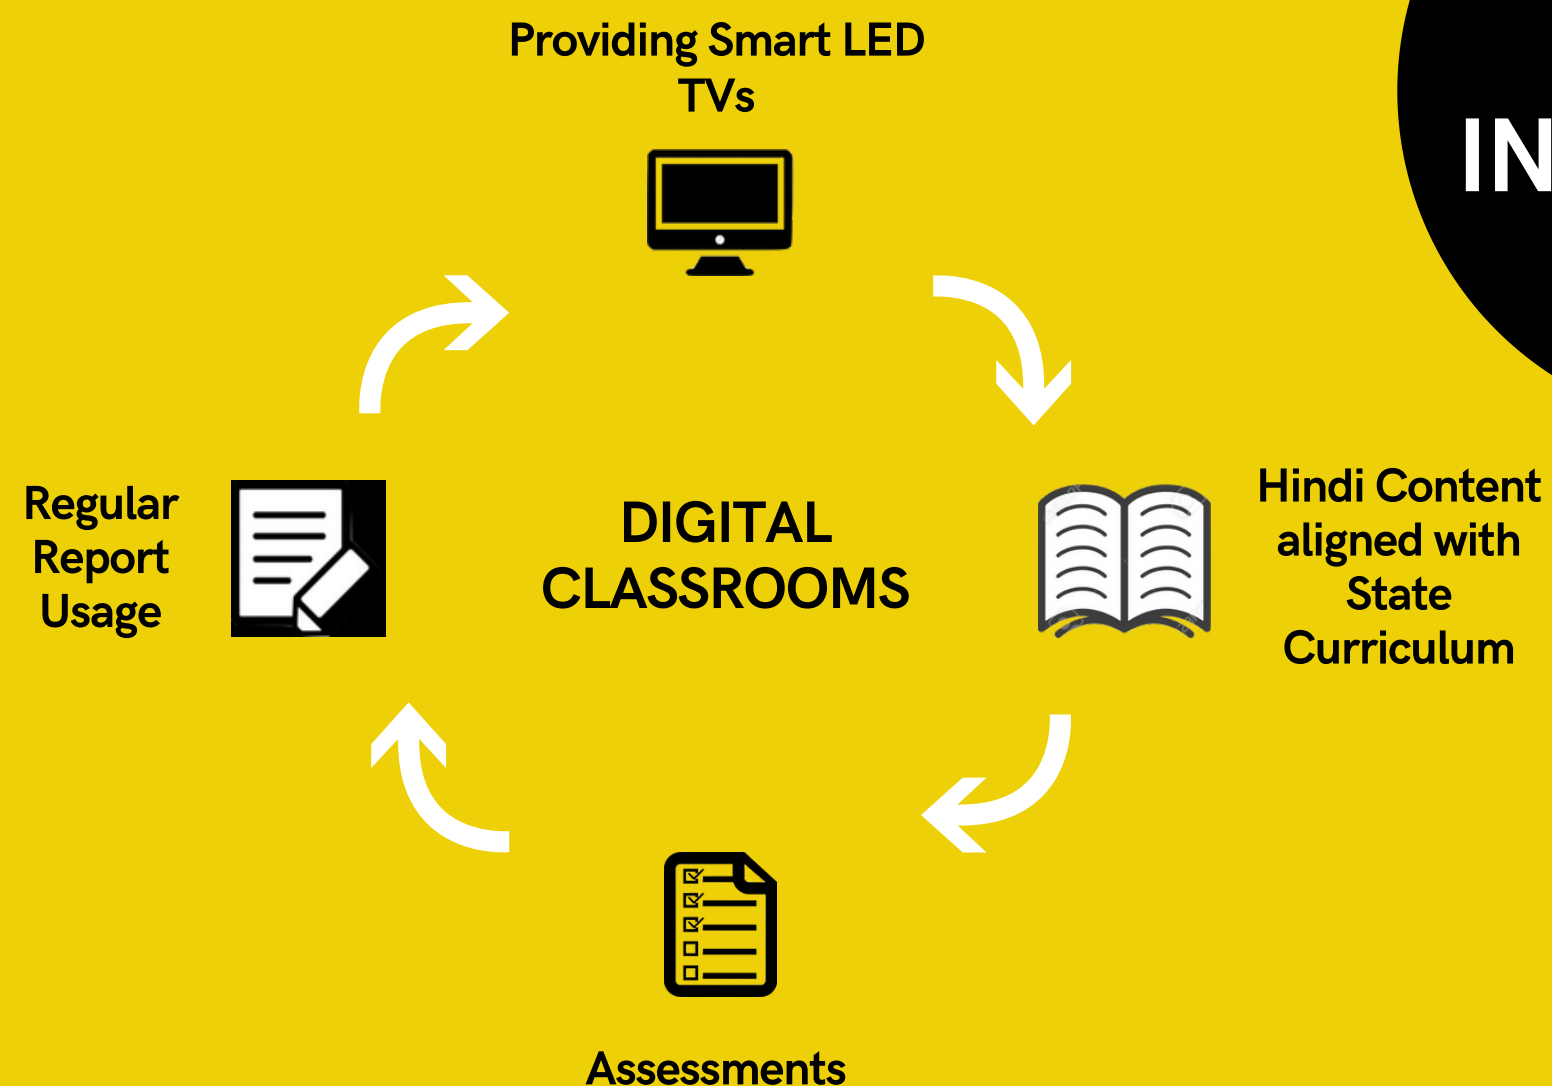 Providing Smart LED
TVs
IN
Regular
Report
Usage
DIGITAL
CLASSROOMS
Hindi Content
aligned with
State
Curriculum
Assessments